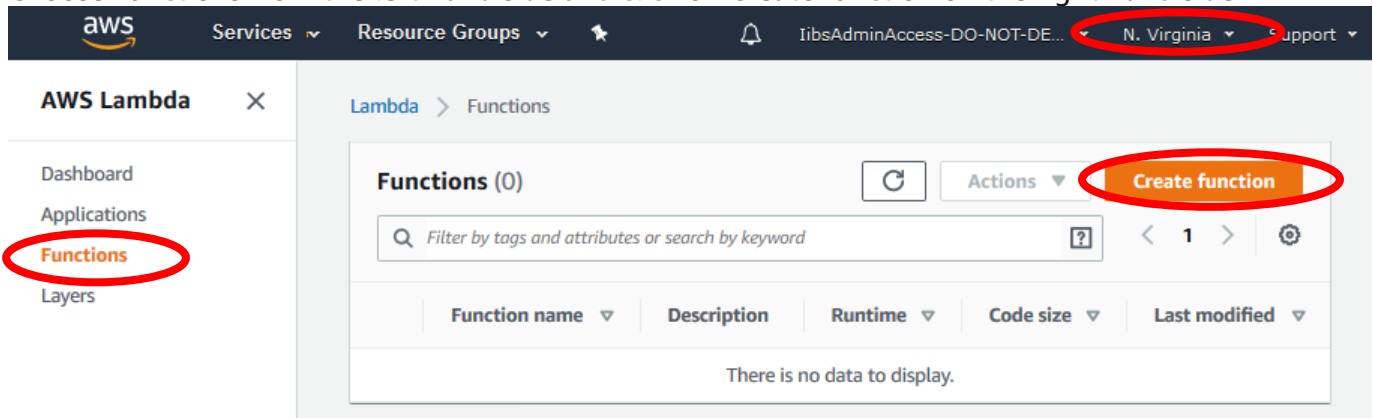 aws Services Resource Groups IibsAdminAccess-DO-NOT-DE... N. Virginia Support
AWS Lambda
Lambda > Functions
Dashboard
Applications
Functions
Layers
Functions (0) Actions Create function
Filter by tags and attributes or search by keyword ? < 1 >
Function name Description Runtime Code size Last modified
There is no data to display.